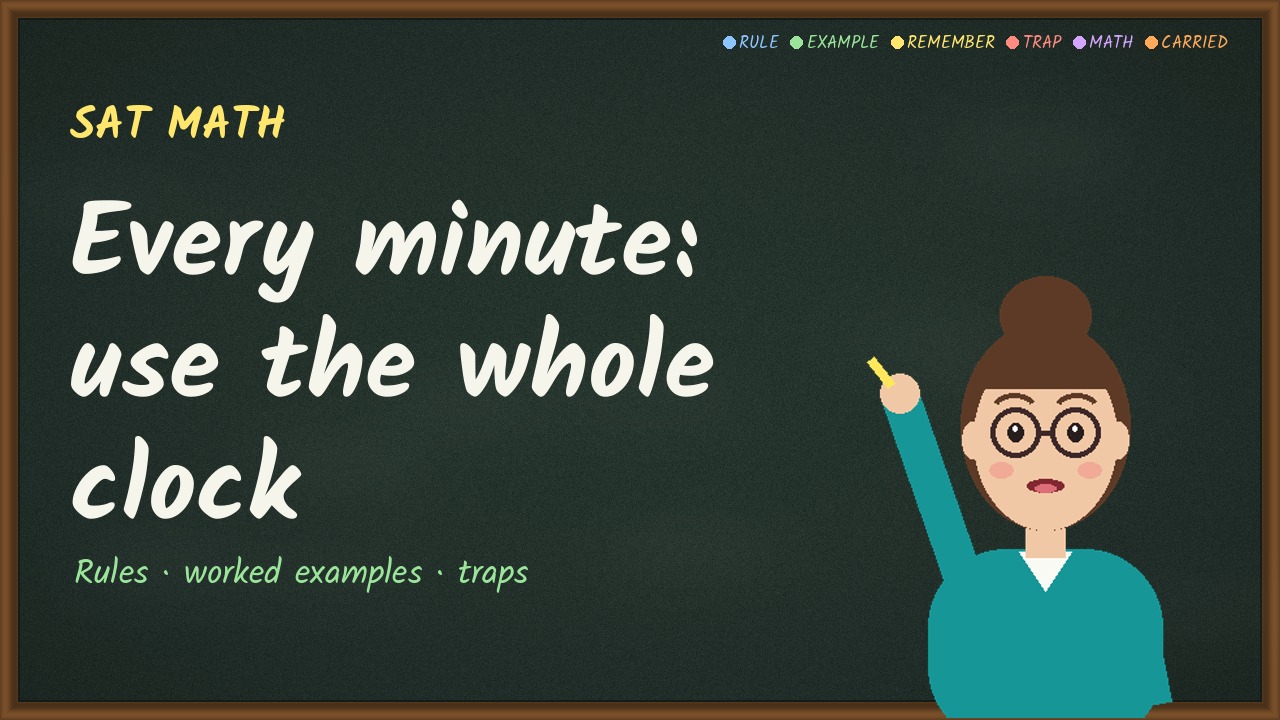 RULE EXAMPLE REMEMBER TRAP MATH CARRIED
SAT MATH
Every minute:
use the whole
clock
Rules · worked examples · traps